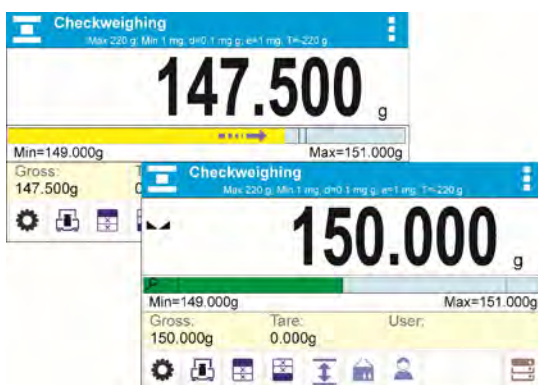 Checkweighing
Max 220 g; Min 1 mg; d=0.1 mg g; e=1 mg; T=-220 g
147.500 g
Min=149.000g Max=151.000g
Gross: T
147.500g 0
Checkweighing
Max 220 g; Min 1 mg; d=0.1 mg g; e=1 mg; T=-220 g
150.000 g
Min=149.000g Max=151.000g
Gross: Tare: User:
150.000g 0.000g